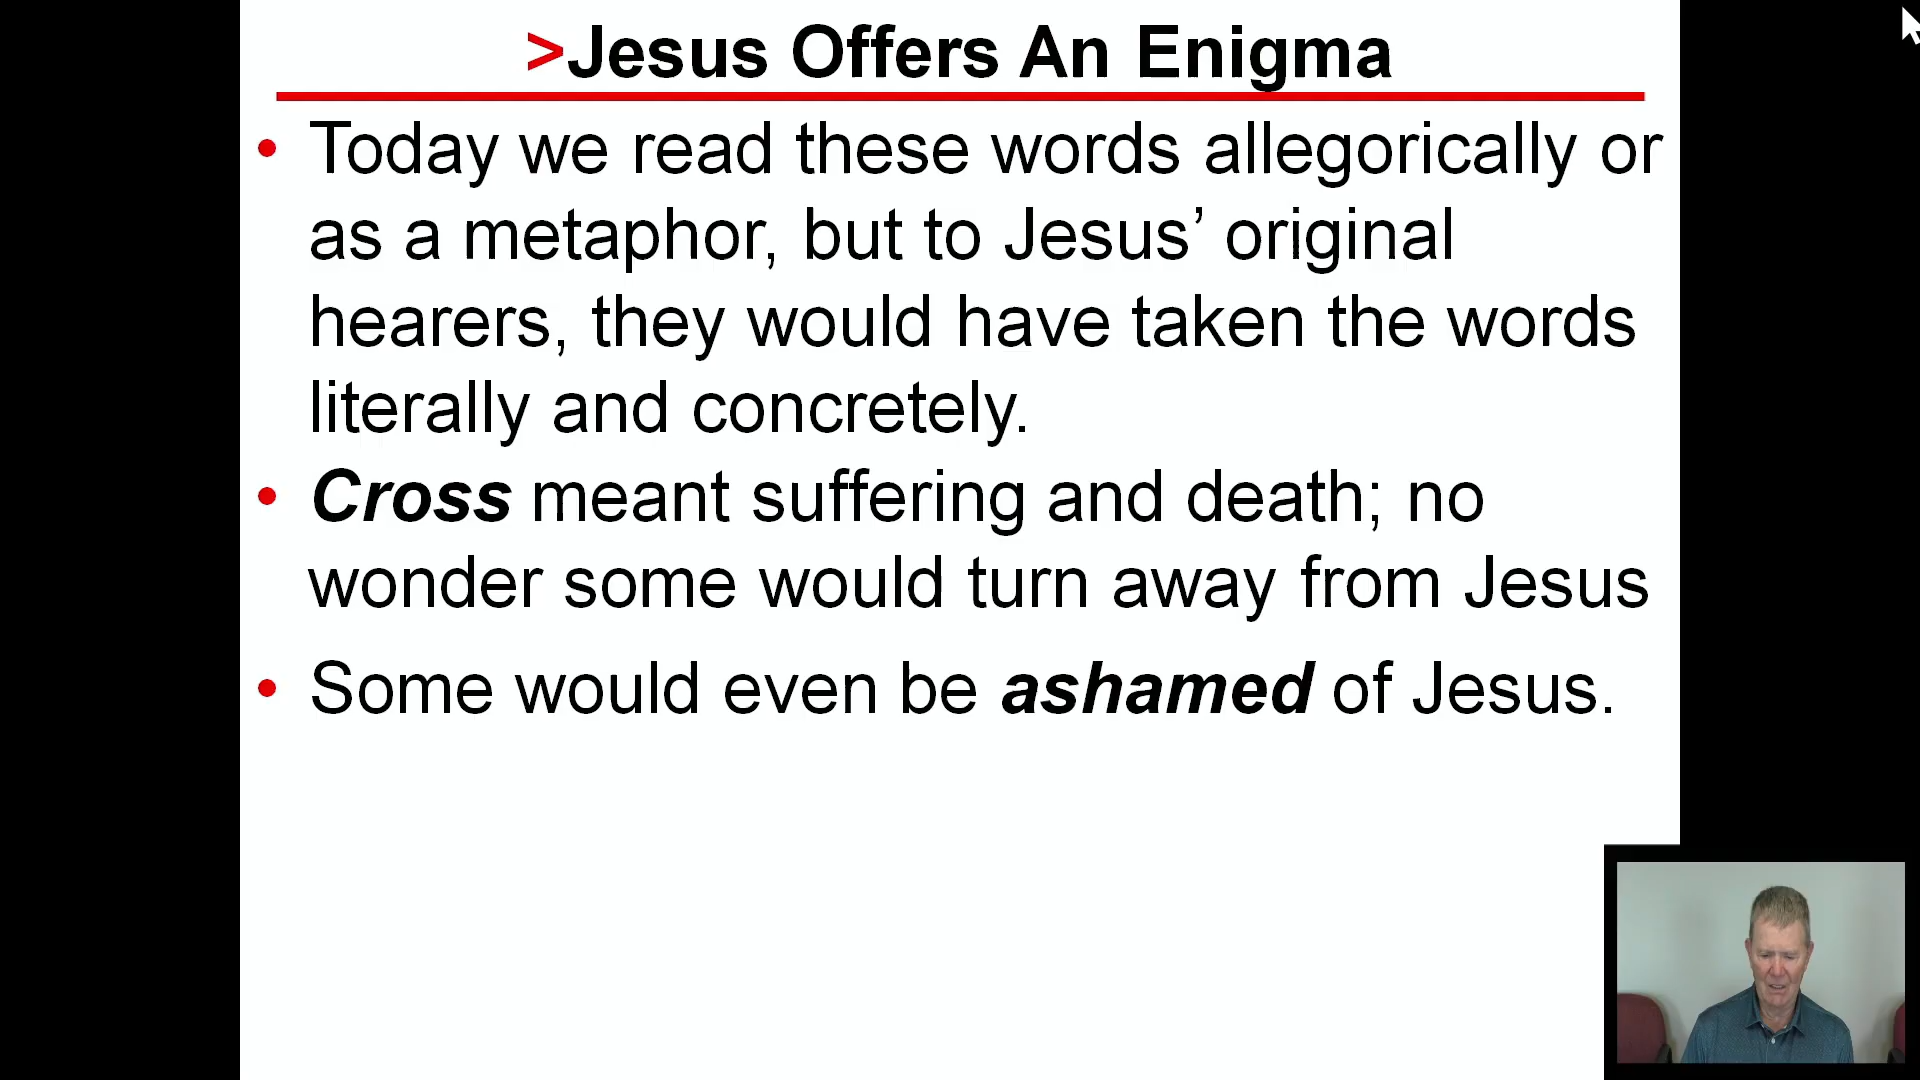 >Jesus Offers An Enigma
• Today we read these words allegorically or
as a metaphor, but to Jesus’ original
hearers, they would have taken the words
literally and concretely.
• Cross meant suffering and death; no
wonder some would turn away from Jesus
• Some would even be ashamed of Jesus.